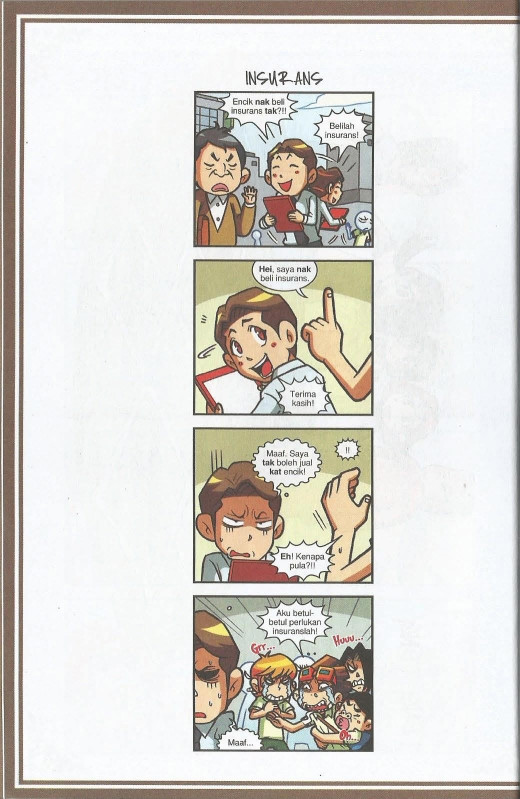 INSURANS
Encik nak beli
insurans tak?!!
Belilah
insurans!
Hei, saya nak
beli insurans
Terima
kasih!
Maaf. Saya
tak boleh jual
kat encik!
!!
Eh! Kenapa
pula?!!
Aku betul-
betul perlukan
insuranslah!
Grr...
Huuu...
Oh...
Maaf...